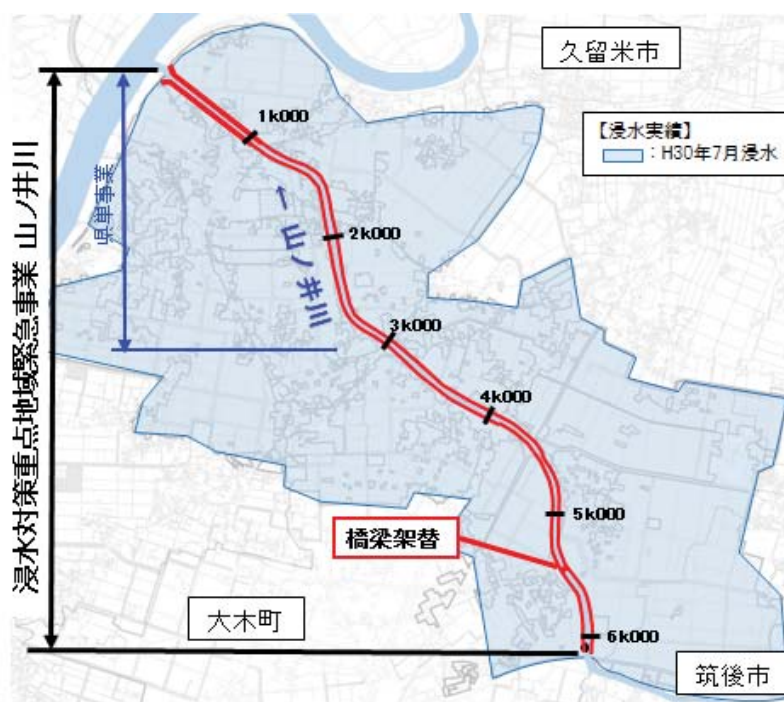 久留米市
【浸水実績】
：H30年7月浸水
浸水対策重点地域緊急事業 山ノ井川
県単事業
1k000
← 山ノ井川
2k000
3k000
4k000
5k000
橋梁架替
大木町
6k000
筑後市